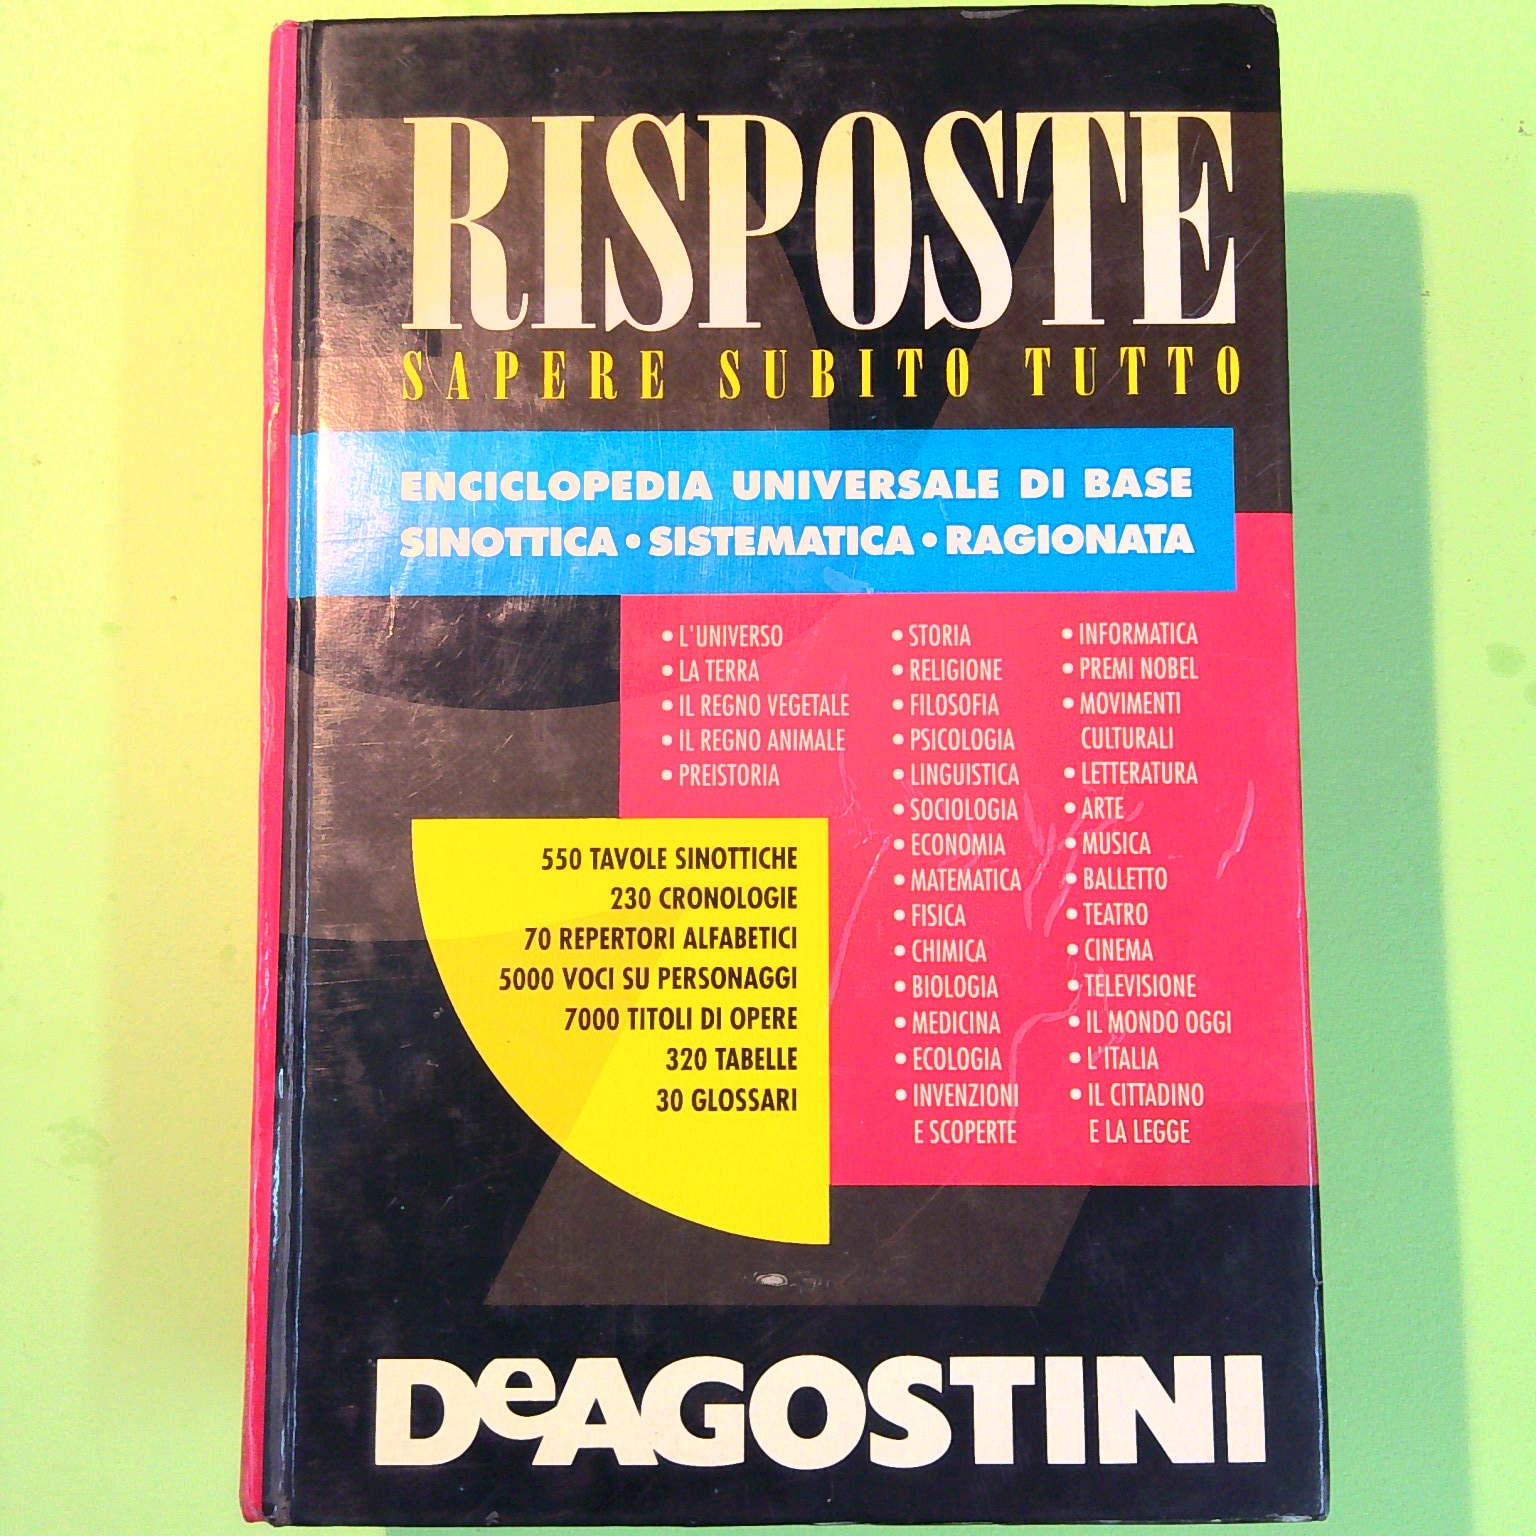 RISPOSTE
SAPERE SUBITO TUTTO
ENCICLOPEDIA UNIVERSALE DI BASE
SINOTTICA • SISTEMATICA • RAGIONATA
• L'UNIVERSO
• LA TERRA
• IL REGNO VEGETALE
• IL REGNO ANIMALE
• PREISTORIA
• STORIA
• RELIGIONE
• FILOSOFIA
• PSICOLOGIA
• LINGUISTICA
• SOCIOLOGIA
• ECONOMIA
• MATEMATICA
• FISICA
• CHIMICA
• BIOLOGIA
• MEDICINA
• ECOLOGIA
• INVENZIONI
E SCOPERTE
• INFORMATICA
• PREMI NOBEL
• MOVIMENTI
CULTURALI
• LETTERATURA
• ARTE
• MUSICA
• BALLETTO
• TEATRO
• CINEMA
• TELEVISIONE
• IL MONDO OGGI
• L'ITALIA
• IL CITTADINO
E LA LEGGE
550 TAVOLE SINOTTICHE
230 CRONOLOGIE
70 REPERTORI ALFABETICI
5000 VOCI SU PERSONAGGI
7000 TITOLI DI OPERE
320 TABELLE
30 GLOSSARI
DeAGOSTINI